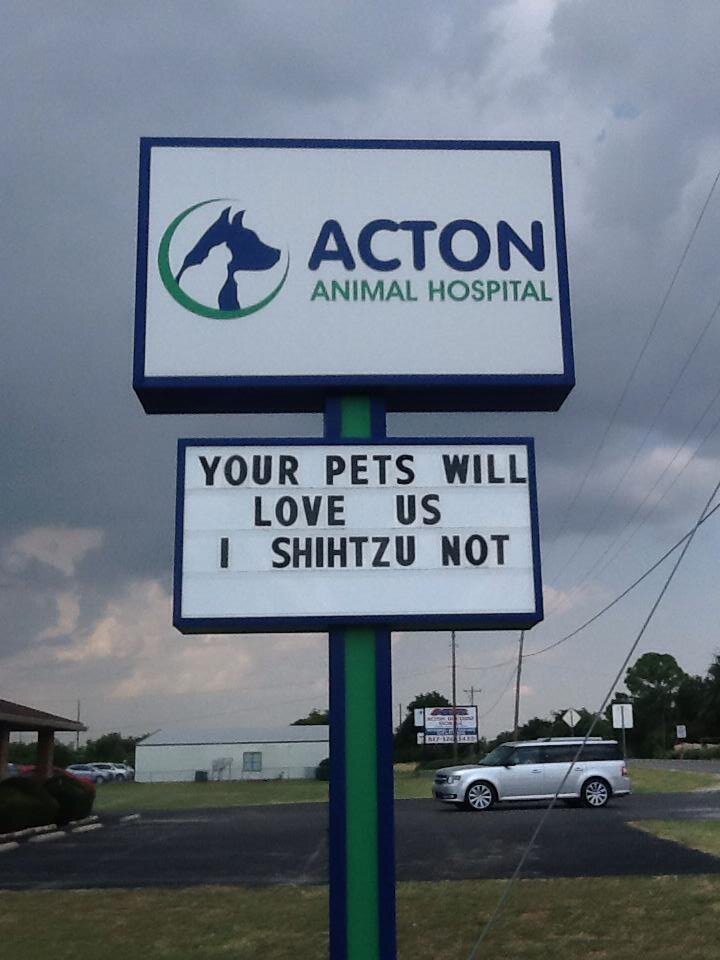 ACTON
ANIMAL HOSPITAL
YOUR PETS WILL
LOVE US
I SHIHTZU NOT